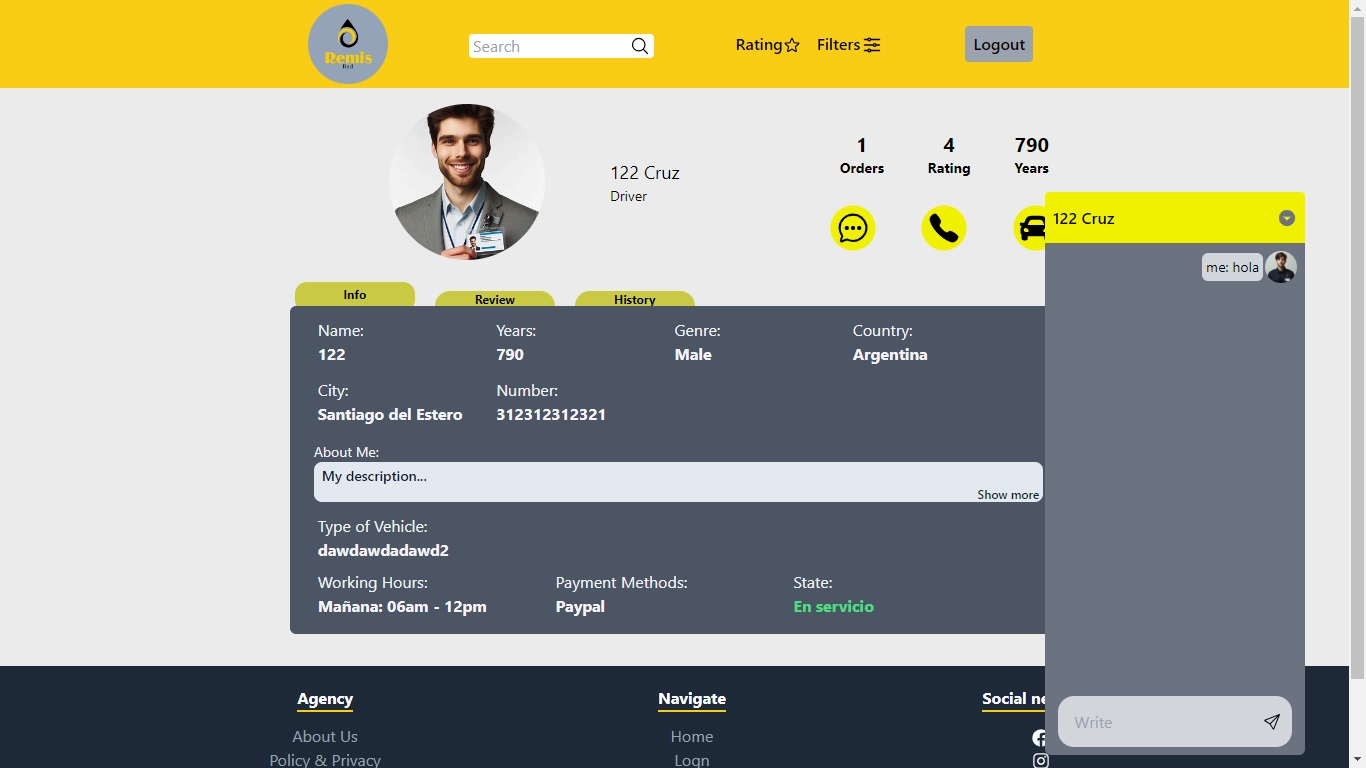 Remis
Red
Search
Rating
Filters
Logout
122 Cruz
Driver
1
Orders
4
Rating
790
Years
122 Cruz
me: hola
Info
Review
History
Name:
122
Years:
790
Genre:
Male
Country:
Argentina
City:
Santiago del Estero
Number:
312312312321
About Me:
My description...
Show more
Type of Vehicle:
dawdawdadawd2
Working Hours:
Mañana: 06am - 12pm
Payment Methods:
Paypal
State:
En servicio
Write
Agency
About Us
Policy & Privacy
Navigate
Home
Logn
Social ne